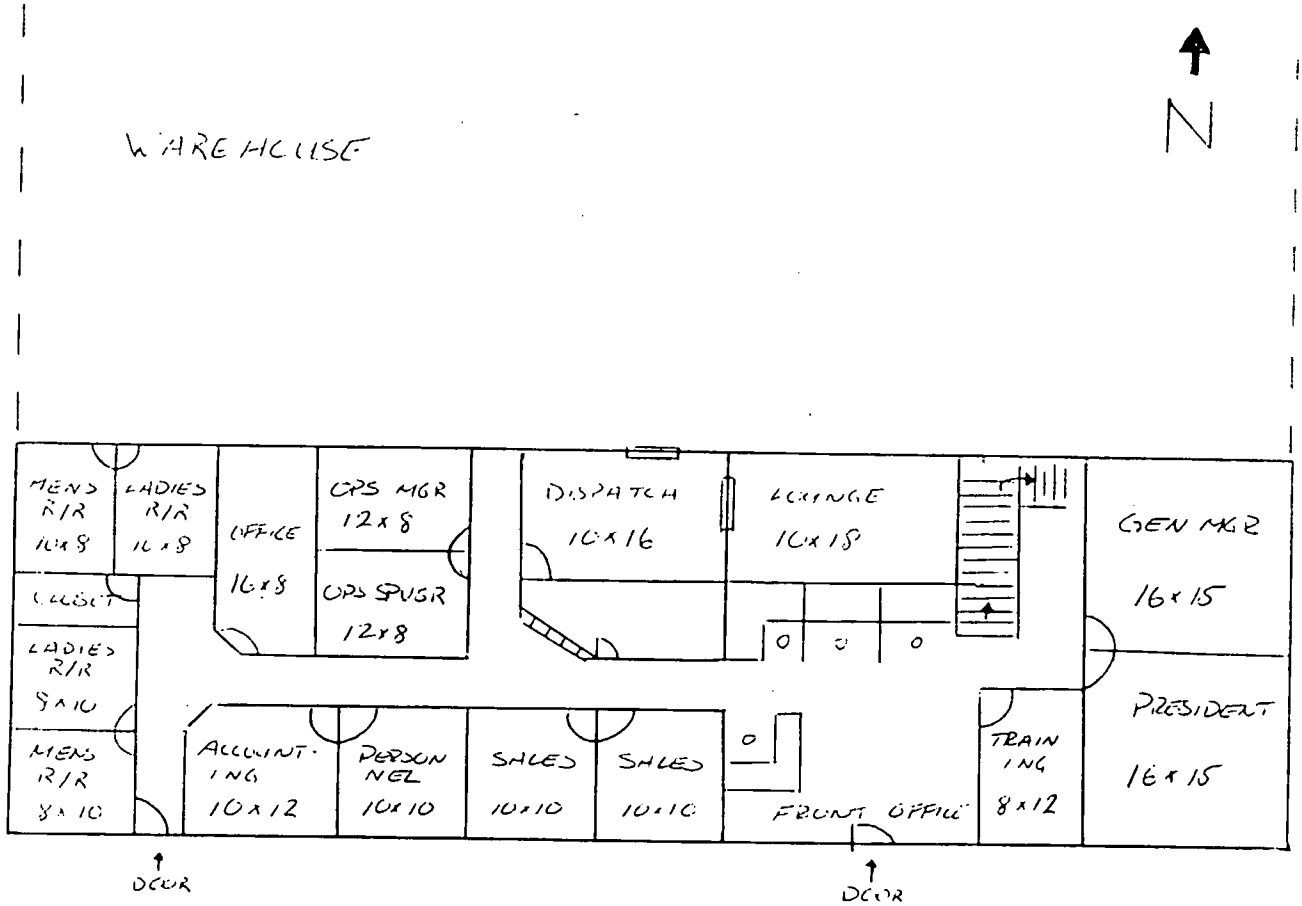 N
WAREHOUSE
MENS
R/R
10x8
LADIES
R/R
10x8
OFFICE
16x8
OPS MGR
12x8
OPS SPVSR
12x8
DISPATCH
10x16
LOUNGE
10x18
GEN MGR
16x15
CLOSET
LADIES
R/R
8x10
MENS
R/R
8x10
ACCOUNT-
ING
10x12
PERSON
NEL
10x10
SALES
10x10
SALES
10x10
FRONT OFFICE
TRAIN
ING
8x12
PRESIDENT
16x15
DOOR
DOOR